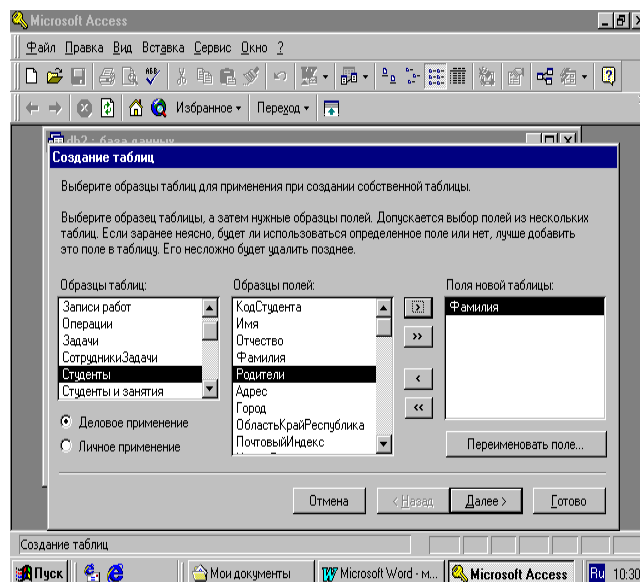 Microsoft Access
Файл Правка Вид Вставка Сервис Окно ?
Избранное Переход
db2 : база данных
Создание таблиц
Выберите образцы таблиц для применения при создании собственной таблицы.
Выберите образец таблицы, а затем нужные образцы полей. Допускается выбор полей из нескольких
таблиц. Если заранее неясно, будет ли использоваться определенное поле или нет, лучше добавить
это поле в таблицу. Его несложно будет удалить позднее.
Образцы таблиц:
Записи работ
Операции
Задачи
СотрудникиЗадачи
Студенты
Студенты и занятия
Деловое применение
Личное применение
Образцы полей:
КодСтудента
Имя
Отчество
Фамилия
Родители
Адрес
Город
ОбластьКрайРеспублика
ПочтовыйИндекс
>
>>
<
<<
Поля новой таблицы:
Фамилия
Переименовать поле...
Отмена
< Назад
Далее >
Готово
Создание таблиц
Пуск
Мои документы
Microsoft Word - м...
Microsoft Access
Ru
10:30